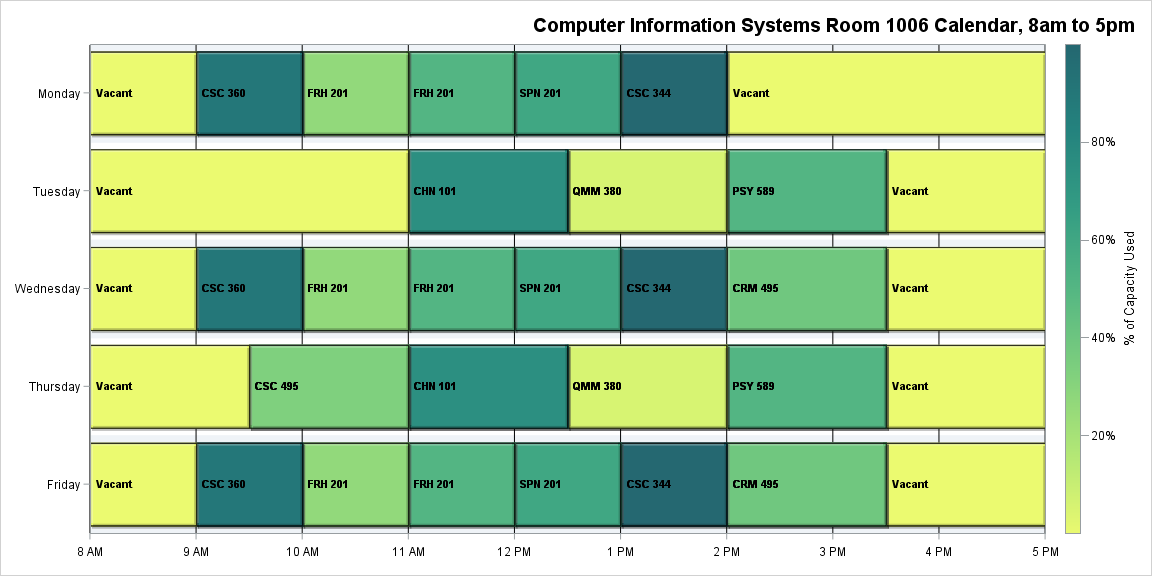 Computer Information Systems Room 1006 Calendar, 8am to 5pm
Monday
Vacant
CSC 360
FRH 201
FRH 201
SPN 201
CSC 344
Vacant
Tuesday
Vacant
CHN 101
QMM 380
PSY 589
Vacant
Wednesday
Vacant
CSC 360
FRH 201
FRH 201
SPN 201
CSC 344
CRM 495
Vacant
Thursday
Vacant
CSC 495
CHN 101
QMM 380
PSY 589
Vacant
Friday
Vacant
CSC 360
FRH 201
FRH 201
SPN 201
CSC 344
CRM 495
Vacant
8 AM
9 AM
10 AM
11 AM
12 PM
1 PM
2 PM
3 PM
4 PM
5 PM
80%
60%
40%
20%
% of Capacity Used